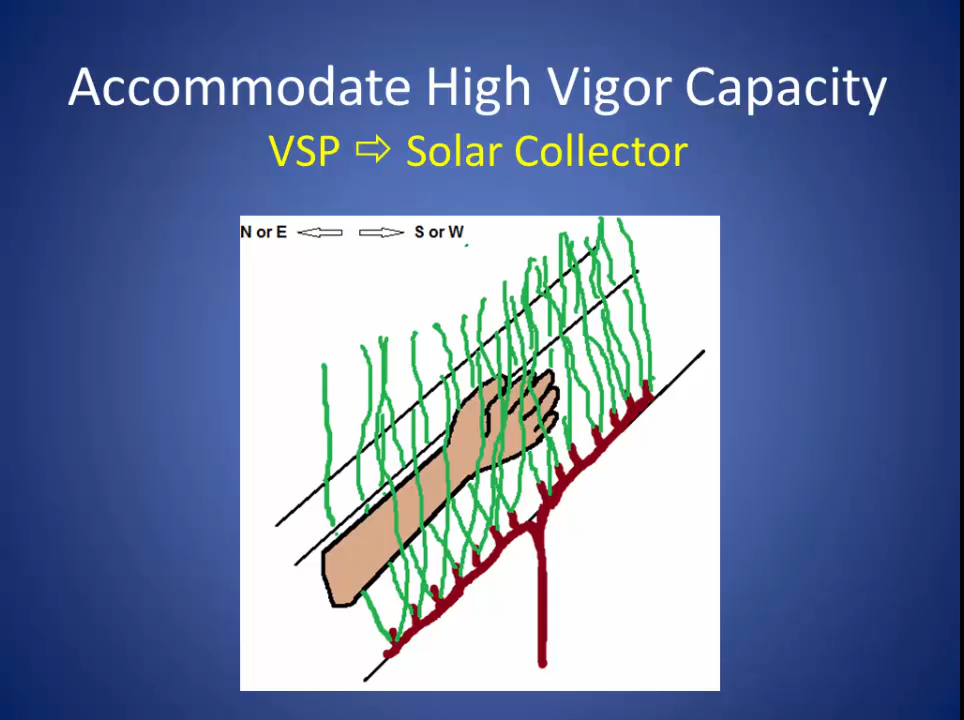 Accommodate High Vigor Capacity
VSP ⇨ Solar Collector
N or E ⇦ ⇨ S or W